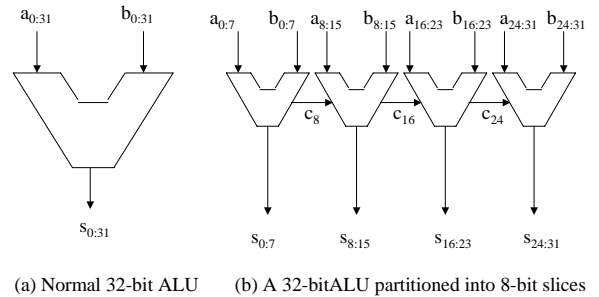 a0:31 b0:31 a0:7 b0:7 a8:15 b8:15 a16:23 b16:23 a24:31 b24:31
c8 c16 c24
s0:31 s0:7 s8:15 s16:23 s24:31
(a) Normal 32-bit ALU (b) A 32-bitALU partitioned into 8-bit slices